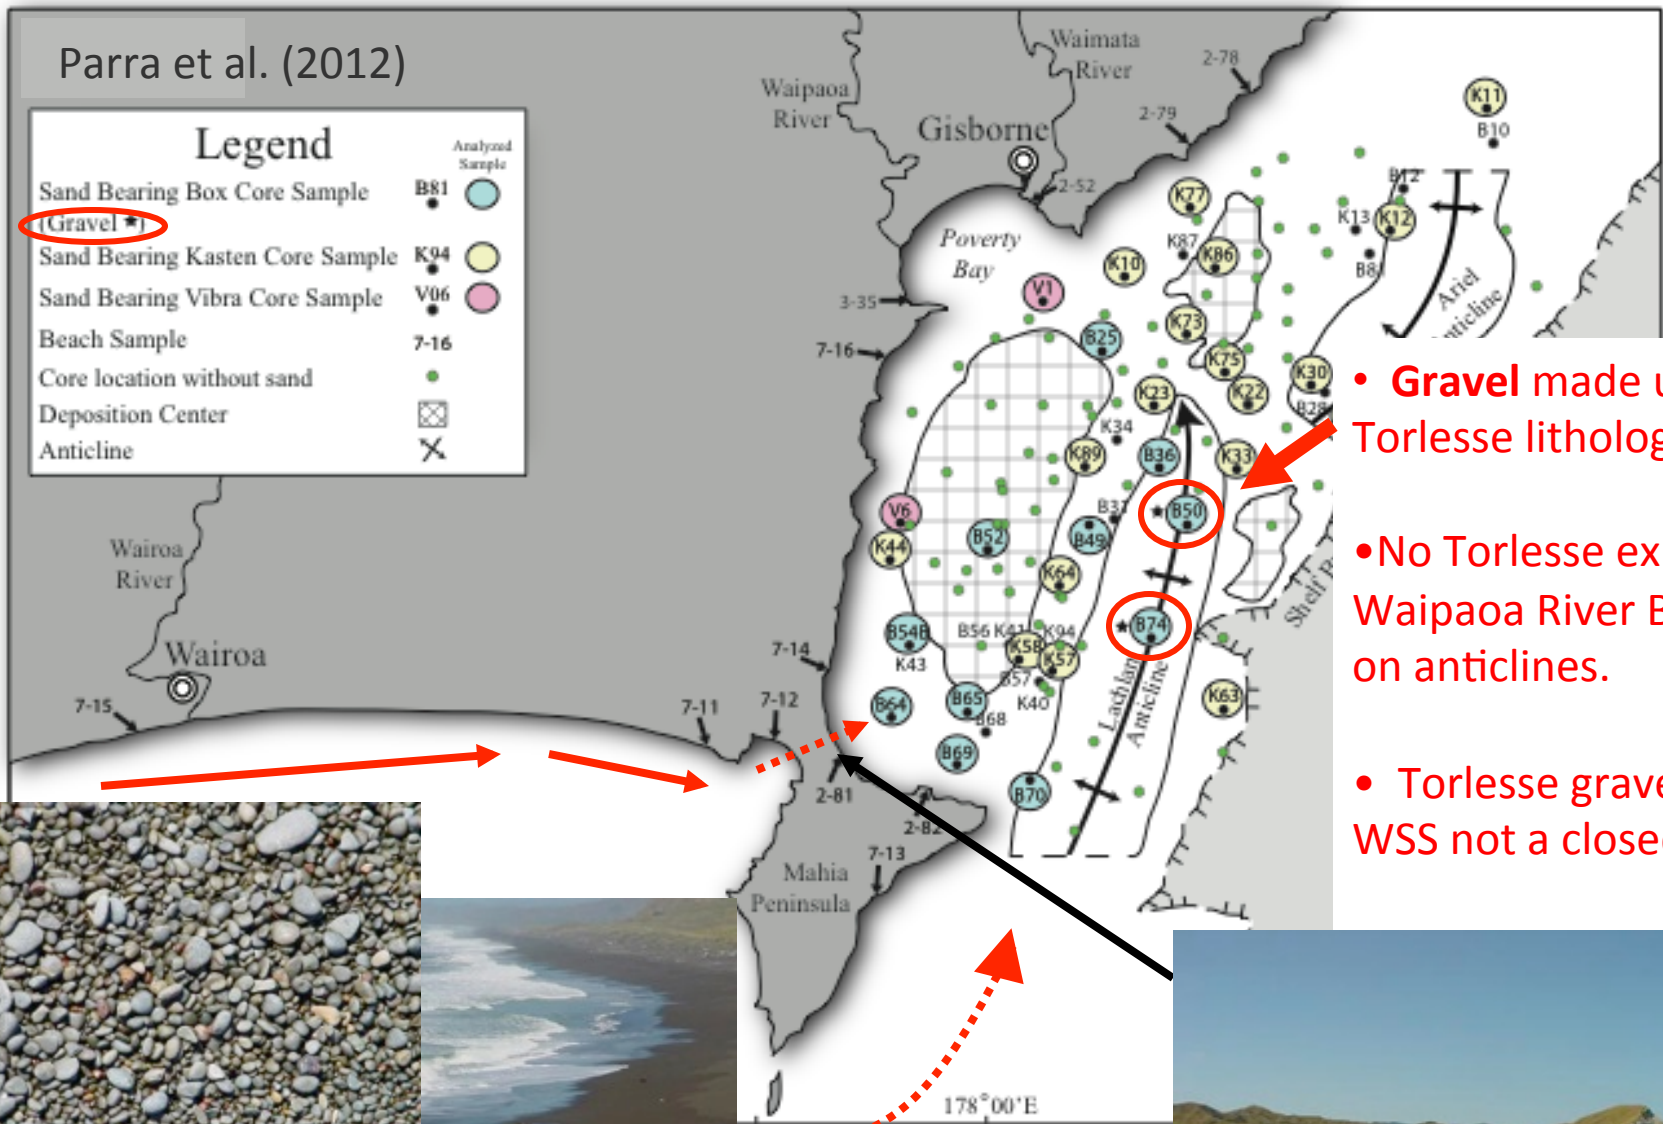 Parra et al. (2012)
Legend
Analyzed
Sample
Sand Bearing Box Core Sample B81
(Gravel ★)
Sand Bearing Kasten Core Sample K94
Sand Bearing Vibra Core Sample V06
Beach Sample 7-16
Core location without sand
Deposition Center
Anticline
Waipaoa
River
Waimata
River
2-78
2-79
Gisborne
2-52
Poverty
Bay
3-35
7-16
K11
B10
B12
K13 K12
B8
K77
K87
K86
K10
V1
K73
B25
K75
K30
K23
K22
B28
Ariel
Anticline
K34
K89
B36
K33
V6
B50
K44
B52
B49
K64
B54B
K43
B56
K41
K94
K58
K57
B57
K40
B74
B64
B65
B68
B69
B70
K63
Lachlan
Anticline
Shelf
Wairoa
River
Wairoa
7-15
7-14
7-11
7-12
2-81
2-82
7-13
Mahia
Peninsula
178°00'E
• Gravel made
Torlesse
•No Torlesse
Waipaoa River
on anticlines.
• Torlesse
WSS not a